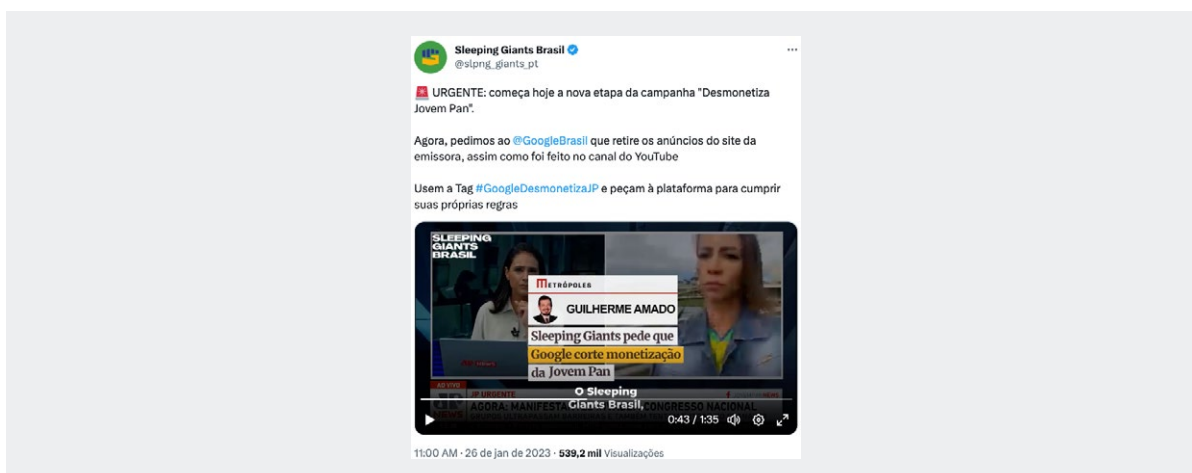 Sleeping Giants Brasil
@slpng_giants_pt
🚨 URGENTE: começa hoje a nova etapa da campanha "Desmonetiza
Jovem Pan".
Agora, pedimos ao @GoogleBrasil que retire os anúncios do site da
emissora, assim como foi feito no canal do YouTube
Usem a Tag #GoogleDesmonetizaJP e peçam à plataforma para cumprir
suas próprias regras
SLEEPING
GIANTS
BRASIL
METRÓPOLES
GUILHERME AMADO
Sleeping Giants pede que
Google corte monetização
da Jovem Pan
O Sleeping
Giants Brasil,
AO VIVO
JP URGENTE
JP
NEWS
AGORA: MANIFESTA CONGRESSO NACIONAL
0:43 / 1:35
11:00 AM · 26 de jan de 2023 · 539,2 mil Visualizações